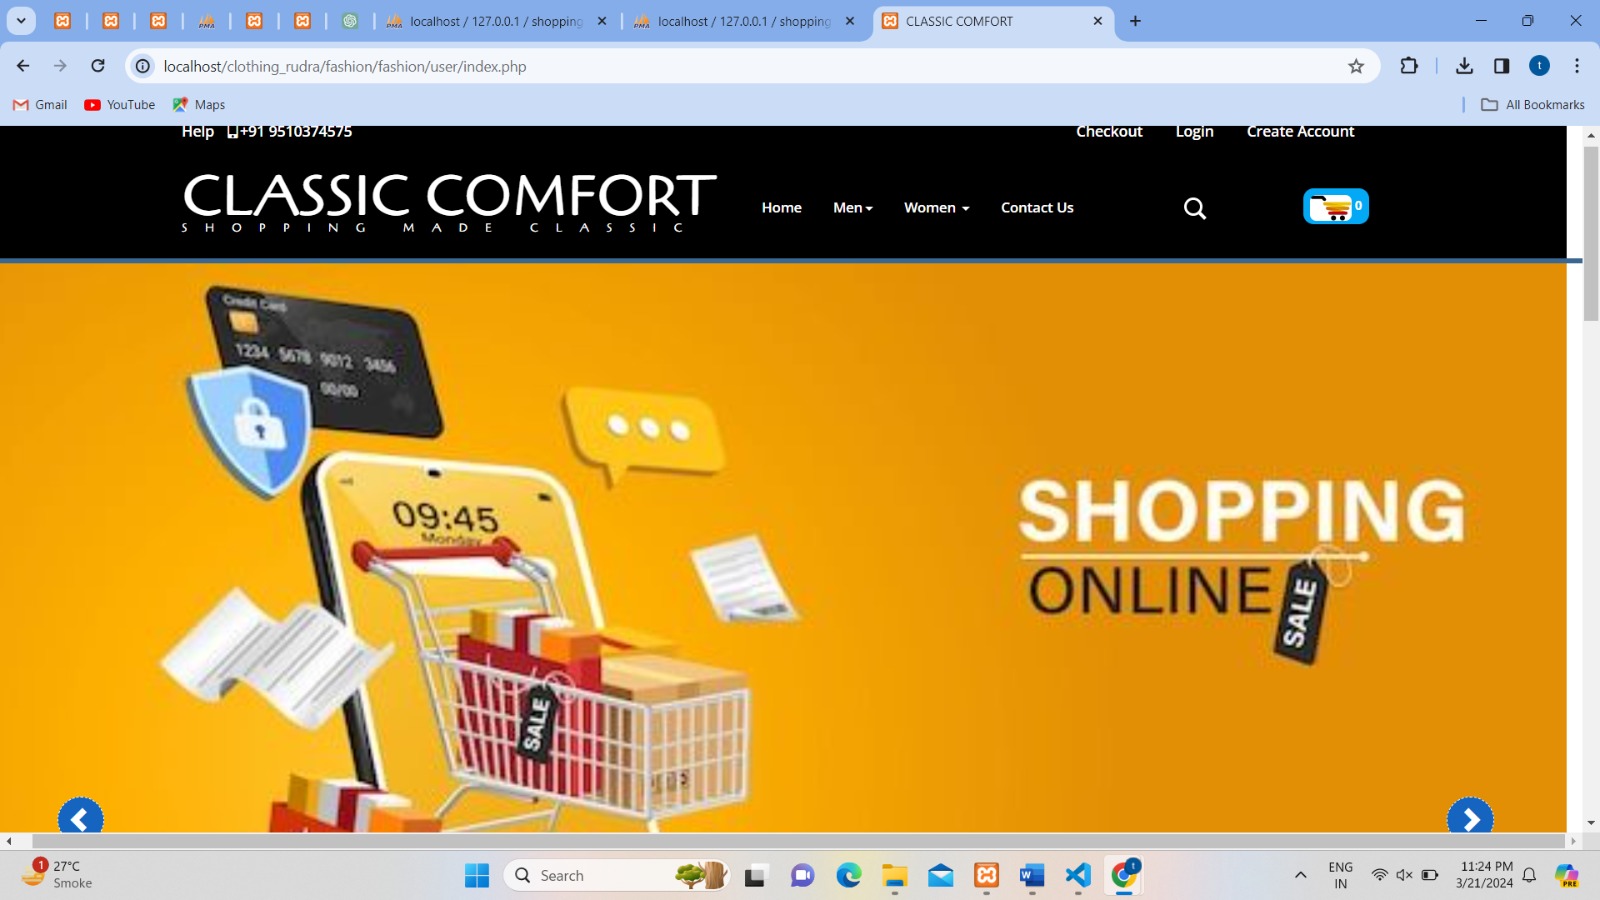 localhost / 127.0.0.1 / shopping
localhost / 127.0.0.1 / shopping
CLASSIC COMFORT
localhost/clothing_rudra/fashion/fashion/user/index.php
t
Gmail
YouTube
Maps
All Bookmarks
Help +91 9510374575
Checkout
Login
Create Account
CLASSIC COMFORT
SHOPPING MADE CLASSIC
Home
Men
Women
Contact Us
0
Credit Card
1234 5678 9012 3456
00/00
09:45
Monday
SHOPPING
ONLINE
SALE
SALE
1
27°C
Smoke
Search
ENG
IN
11:24 PM
3/21/2024
PRE